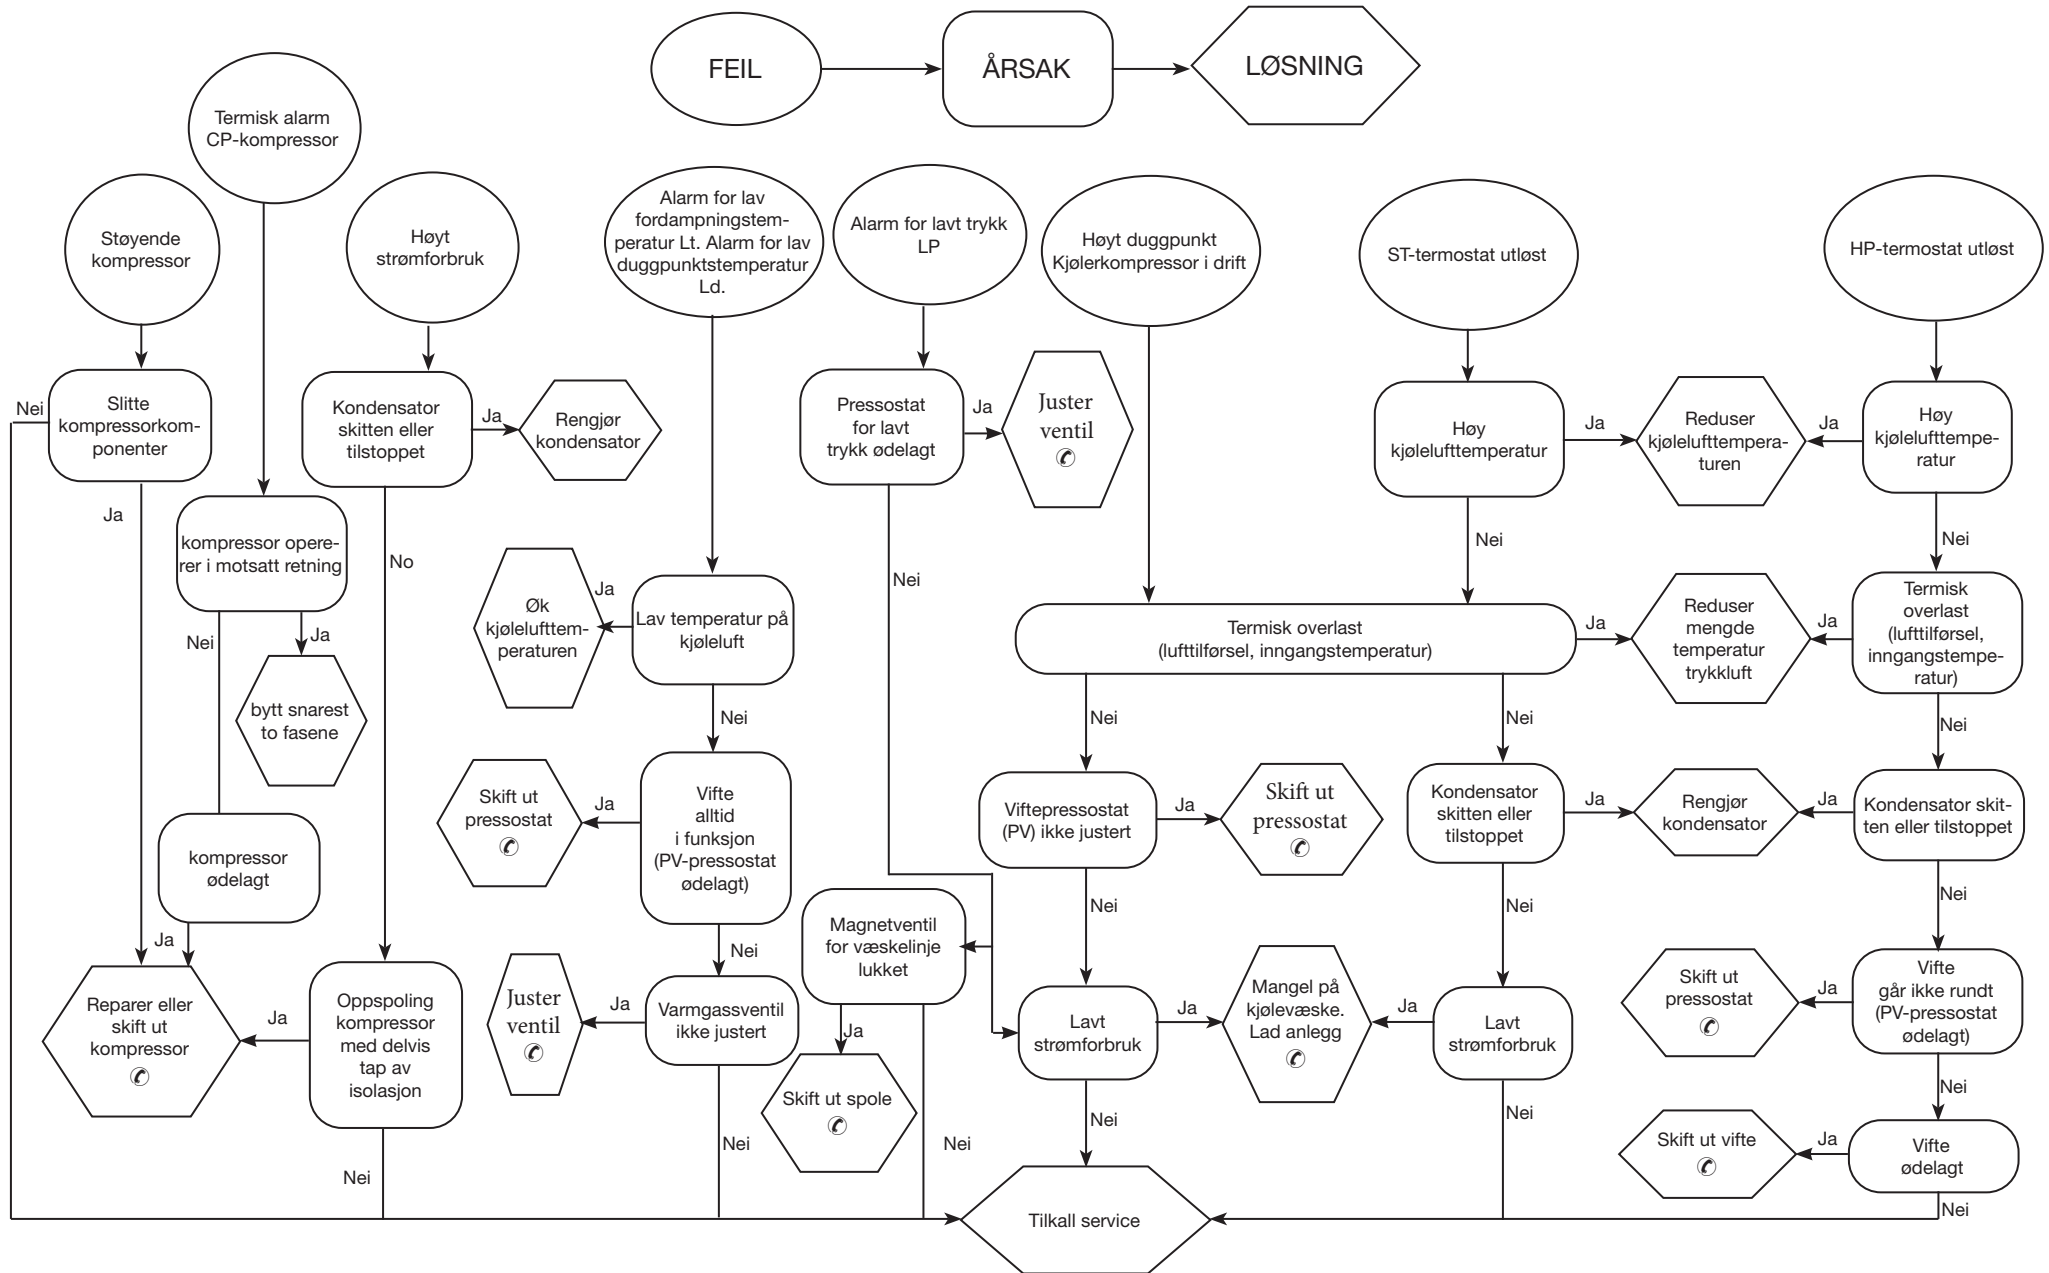 FEIL
ÅRSAK
LØSNING
Termisk alarm
CP-kompressor
Støyende
kompressor
Høyt
strømforbruk
Alarm for lav
fordampningstem-
peratur Lt. Alarm for lav
duggpunktstemperatur
Ld.
Alarm for lavt trykk
LP
Høyt duggpunkt
Kjølerkompressor i drift
ST-termostat utløst
HP-termostat utløst
Nei
Slitte
kompressorkom-
ponenter
Kondensator
skitten eller
tilstoppet
Ja
Rengjør
kondensator
Pressostat
for lavt
trykk ødelagt
Ja
Juster
ventil
Høy
kjølelufttemperatur
Ja
Reduser
kjølelufttempera-
turen
Ja
Høy
kjølelufttempe-
ratur
Ja
kompressor opere-
rer i motsatt retning
No
Nei
Nei
Nei
Ja
Øk
kjølelufttem-
peraturen
Lav temperatur på
kjøleluft
Termisk overlast
(lufttilførsel, inngangstemperatur)
Ja
Reduser
mengde
temperatur
trykkluft
Ja
Termisk
overlast
(lufttilførsel,
inngangstempe-
ratur)
Nei
Ja
bytt snarest
to fasene
Nei
Nei
Nei
Nei
Skift ut
pressostat
Ja
Vifte
alltid
i funksjon
(PV-pressostat
ødelagt)
Viftepressostat
(PV) ikke justert
Ja
Skift ut
pressostat
Kondensator
skitten eller
tilstoppet
Ja
Rengjør
kondensator
Ja
Kondensator skit-
ten eller tilstoppet
kompressor
ødelagt
Ja
Nei
Magnetventil
for væskelinje
lukket
Nei
Nei
Nei
Reparer eller
skift ut
kompressor
Ja
Oppspoling
kompressor
med delvis
tap av
isolasjon
Juster
ventil
Ja
Varmgassventil
ikke justert
Ja
Skift ut spole
Lavt
strømforbruk
Ja
Mangel på
kjølevæske.
Lad anlegg
Ja
Lavt
strømforbruk
Skift ut
pressostat
Ja
Vifte
går ikke rundt
(PV-pressostat
ødelagt)
Nei
Nei
Nei
Nei
Nei
Nei
Skift ut vifte
Ja
Vifte
ødelagt
Nei
Tilkall service